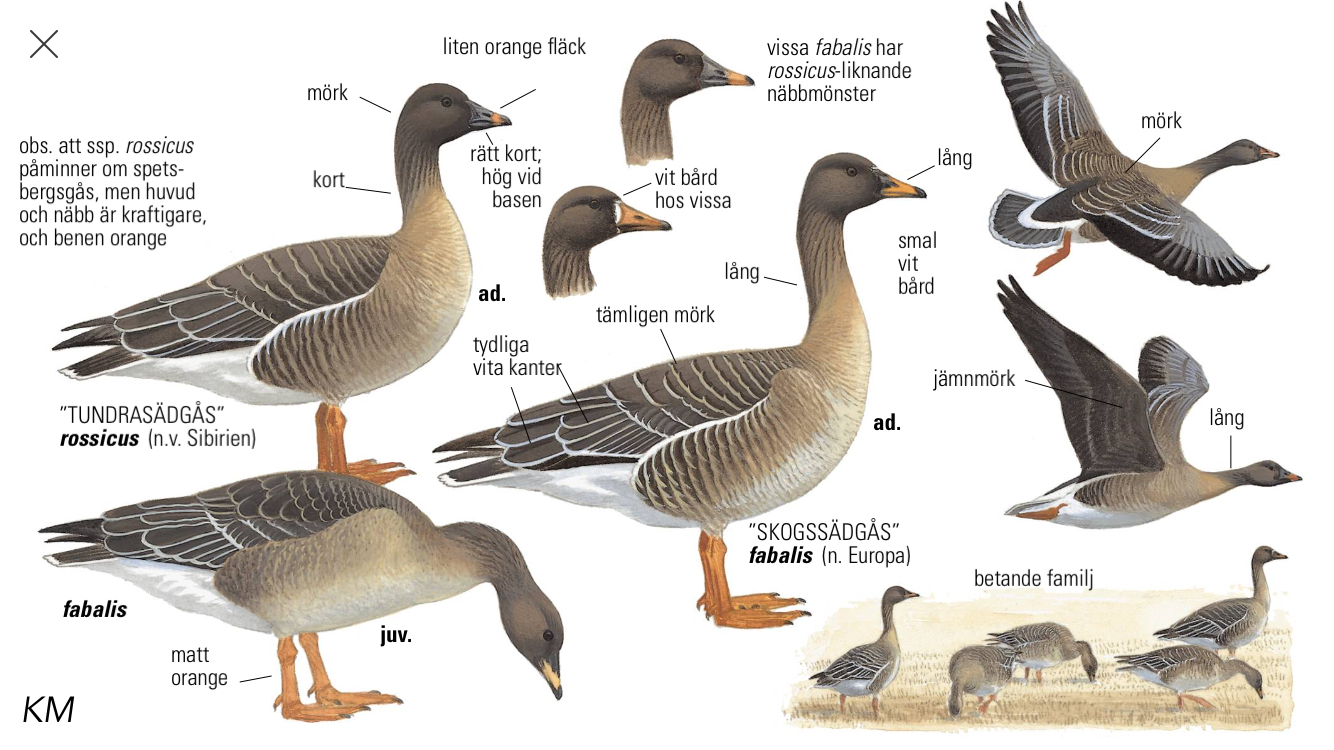 liten orange fläck
mörk
obs. att ssp. rossicus
påminner om spets-
bergsgås, men huvud
och näbb är kraftigare,
och benen orange
kort
rätt kort;
hög vid
basen
vissa fabalis har
rossicus-liknande
näbbmönster
vit bård
hos vissa
lång
smal
vit
bård
lång
mörk
ad.
tämligen mörk
tydliga
vita kanter
"TUNDRASÄDGÅS"
rossicus (n.v. Sibirien)
ad.
jämnmörk
lång
"SKOGSSÄDGÅS"
fabalis (n. Europa)
betande familj
fabalis
juv.
matt
orange
KM